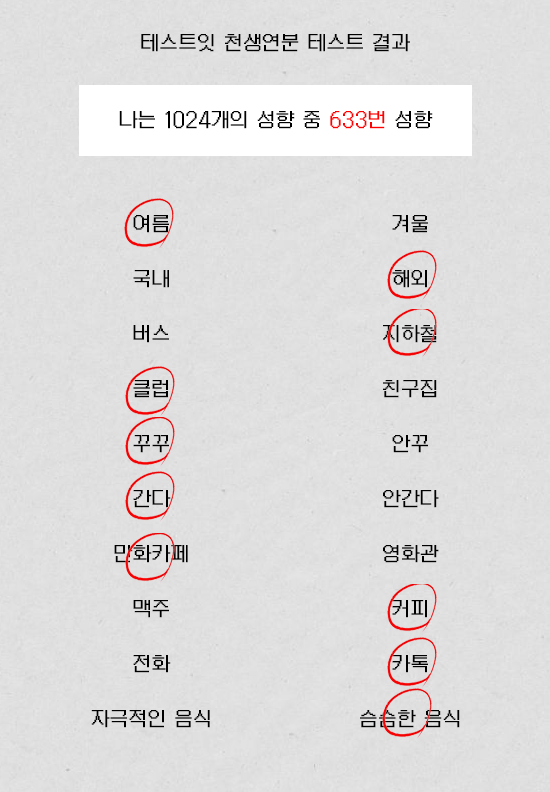 테스트잇 천생연분 테스트 결과
나는 1024개의 성향 중 633번 성향
여름 겨울
국내 해외
버스 지하철
클럽 친구집
꾸꾸 안꾸
간다 안간다
만화카페 영화관
맥주 커피
전화 카톡
자극적인 음식 슴슴한 음식